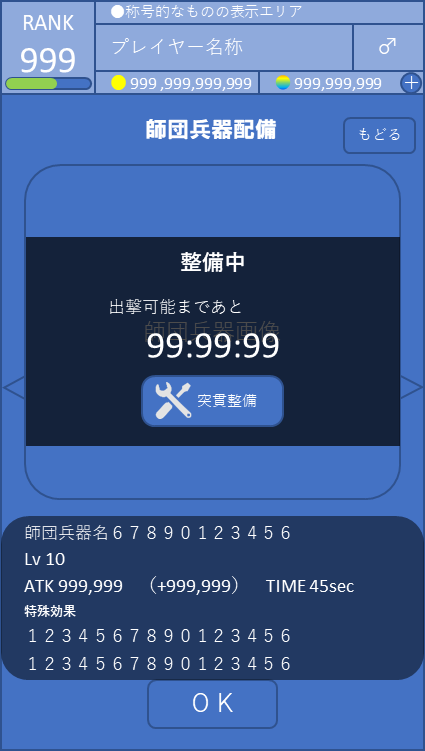 ●称号的なものの表示エリア
RANK
999
プレイヤー名称
♂
999 ,999,999,999
999,999,999
＋
師団兵器配備
もどる
整備中
出撃可能まであと
師団兵器画像
99:99:99
突貫整備
師団兵器名６７８９０１２３４５６
Lv 10
ATK 999,999　（+999,999）　TIME 45sec
特殊効果
１２３４５６７８９０１２３４５６
１２３４５６７８９０１２３４５６
ＯＫ